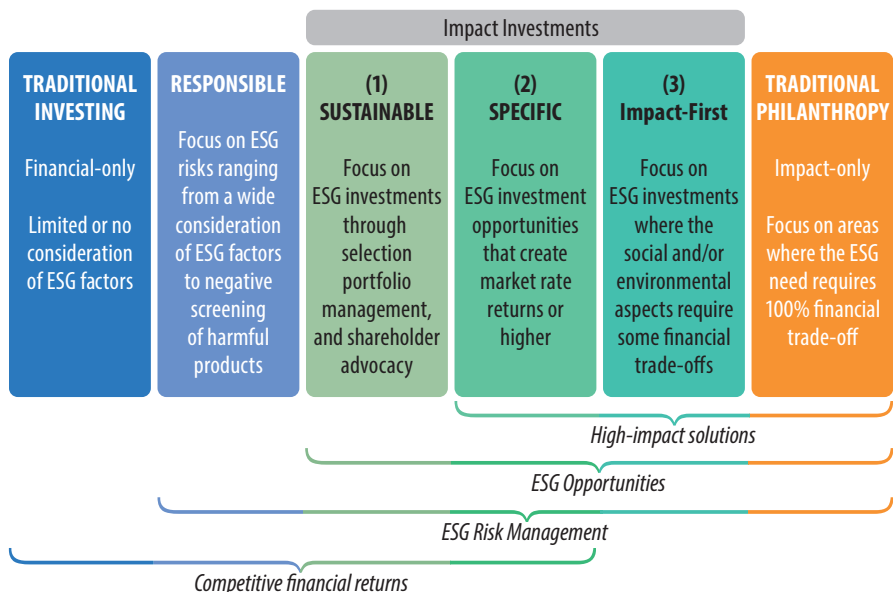 Impact Investments
TRADITIONAL
INVESTING
Financial-only
Limited or no
consideration
of ESG factors
RESPONSIBLE
Focus on ESG
risks ranging
from a wide
consideration
of ESG factors
to negative
screening
of harmful
products
(1)
SUSTAINABLE
Focus on
ESG investments
through
selection
portfolio
management,
and shareholder
advocacy
(2)
SPECIFIC
Focus on
ESG investment
opportunities
that create
market rate
returns or
higher
(3)
Impact-First
Focus on
ESG investments
where the
social and/or
environmental
aspects require
some financial
trade-offs
TRADITIONAL
PHILANTHROPY
Impact-only
Focus on areas
where the ESG
need requires
100% financial
trade-off
High-impact solutions
ESG Opportunities
ESG Risk Management
Competitive financial returns